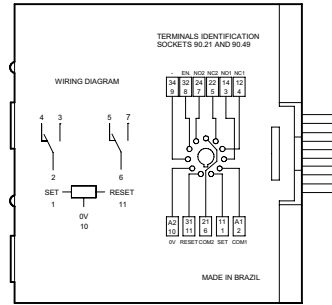 TERMINALS IDENTIFICATION
SOCKETS 90.21 AND 90.49
- EN. NO2 NC2 NO1 NC1
34 32 24 22 14 12
9 8 7 5 3 4
WIRING DIAGRAM
4 3 5 7
2 6
SET RESET
1 11
0V
10
A2 31 21 11 A1
10 11 6 1 2
0V RESET COM2 SET COM1
MADE IN BRAZIL